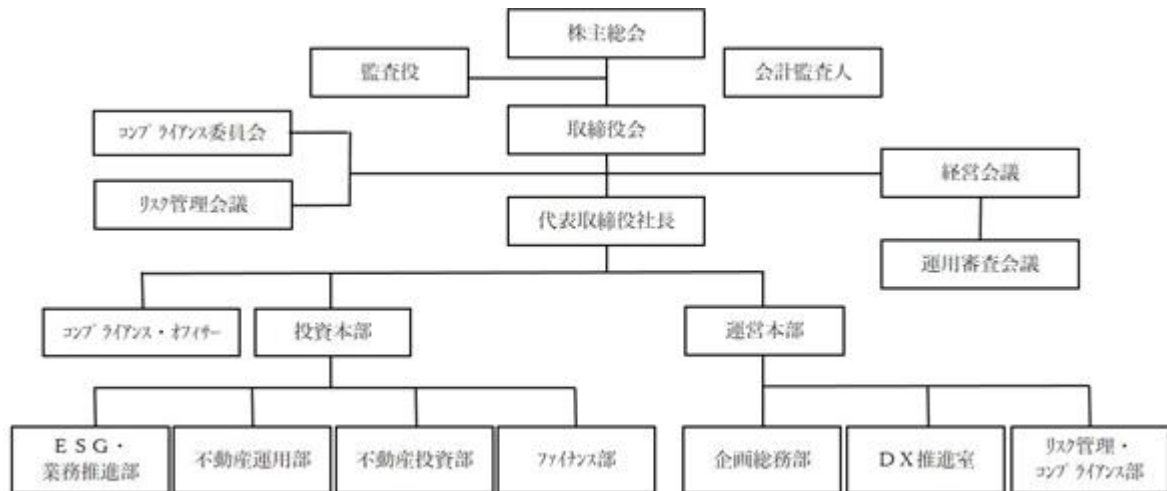 株主総会
監査役
会計監査人
取締役会
ｺﾝﾌﾟﾗｲｱﾝｽ委員会
経営会議
ﾘｽｸ管理会議
代表取締役社長
運用審査会議
ｺﾝﾌﾟﾗｲｱﾝｽ・ｵﾌｨｻｰ
投資本部
運営本部
ＥＳＧ・
業務推進部
不動産運用部
不動産投資部
ﾌｧｲﾅﾝｽ部
企画総務部
ＤＸ推進室
ﾘｽｸ管理・
ｺﾝﾌﾟﾗｲｱﾝｽ部